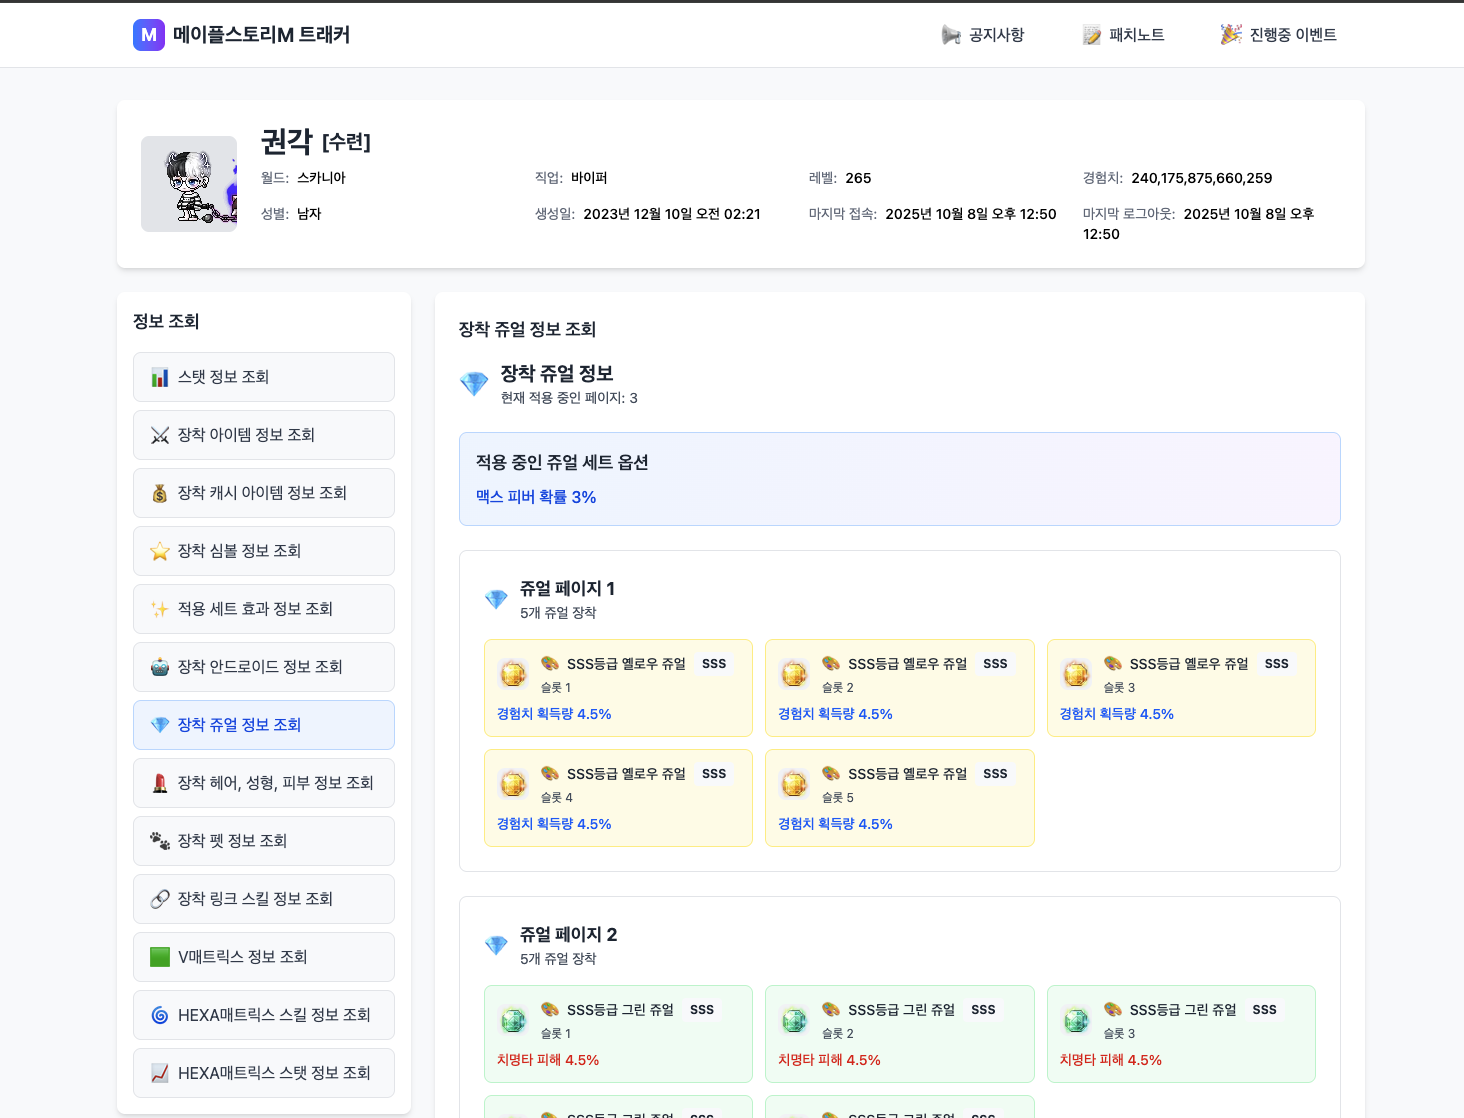 M 메이플스토리M 트래커
공지사항
패치노트
진행중 이벤트
권각 [수련]
월드: 스카니아
직업: 바이퍼
레벨: 265
경험치: 240,175,875,660,259
성별: 남자
생성일: 2023년 12월 10일 오전 02:21
마지막 접속: 2025년 10월 8일 오후 12:50
마지막 로그아웃: 2025년 10월 8일 오후
12:50
정보 조회
스탯 정보 조회
장착 아이템 정보 조회
장착 캐시 아이템 정보 조회
장착 심볼 정보 조회
적용 세트 효과 정보 조회
장착 안드로이드 정보 조회
장착 쥬얼 정보 조회
장착 헤어, 성형, 피부 정보 조회
장착 펫 정보 조회
장착 링크 스킬 정보 조회
V매트릭스 정보 조회
HEXA매트릭스 스킬 정보 조회
HEXA매트릭스 스탯 정보 조회
장착 쥬얼 정보 조회
장착 쥬얼 정보
현재 적용 중인 페이지: 3
적용 중인 쥬얼 세트 옵션
맥스 피버 확률 3%
쥬얼 페이지 1
5개 쥬얼 장착
SSS등급 옐로우 쥬얼 SSS
슬롯 1
경험치 획득량 4.5%
SSS등급 옐로우 쥬얼 SSS
슬롯 2
경험치 획득량 4.5%
SSS등급 옐로우 쥬얼 SSS
슬롯 3
경험치 획득량 4.5%
SSS등급 옐로우 쥬얼 SSS
슬롯 4
경험치 획득량 4.5%
SSS등급 옐로우 쥬얼 SSS
슬롯 5
경험치 획득량 4.5%
쥬얼 페이지 2
5개 쥬얼 장착
SSS등급 그린 쥬얼 SSS
슬롯 1
치명타 피해 4.5%
SSS등급 그린 쥬얼 SSS
슬롯 2
치명타 피해 4.5%
SSS등급 그린 쥬얼 SSS
슬롯 3
치명타 피해 4.5%